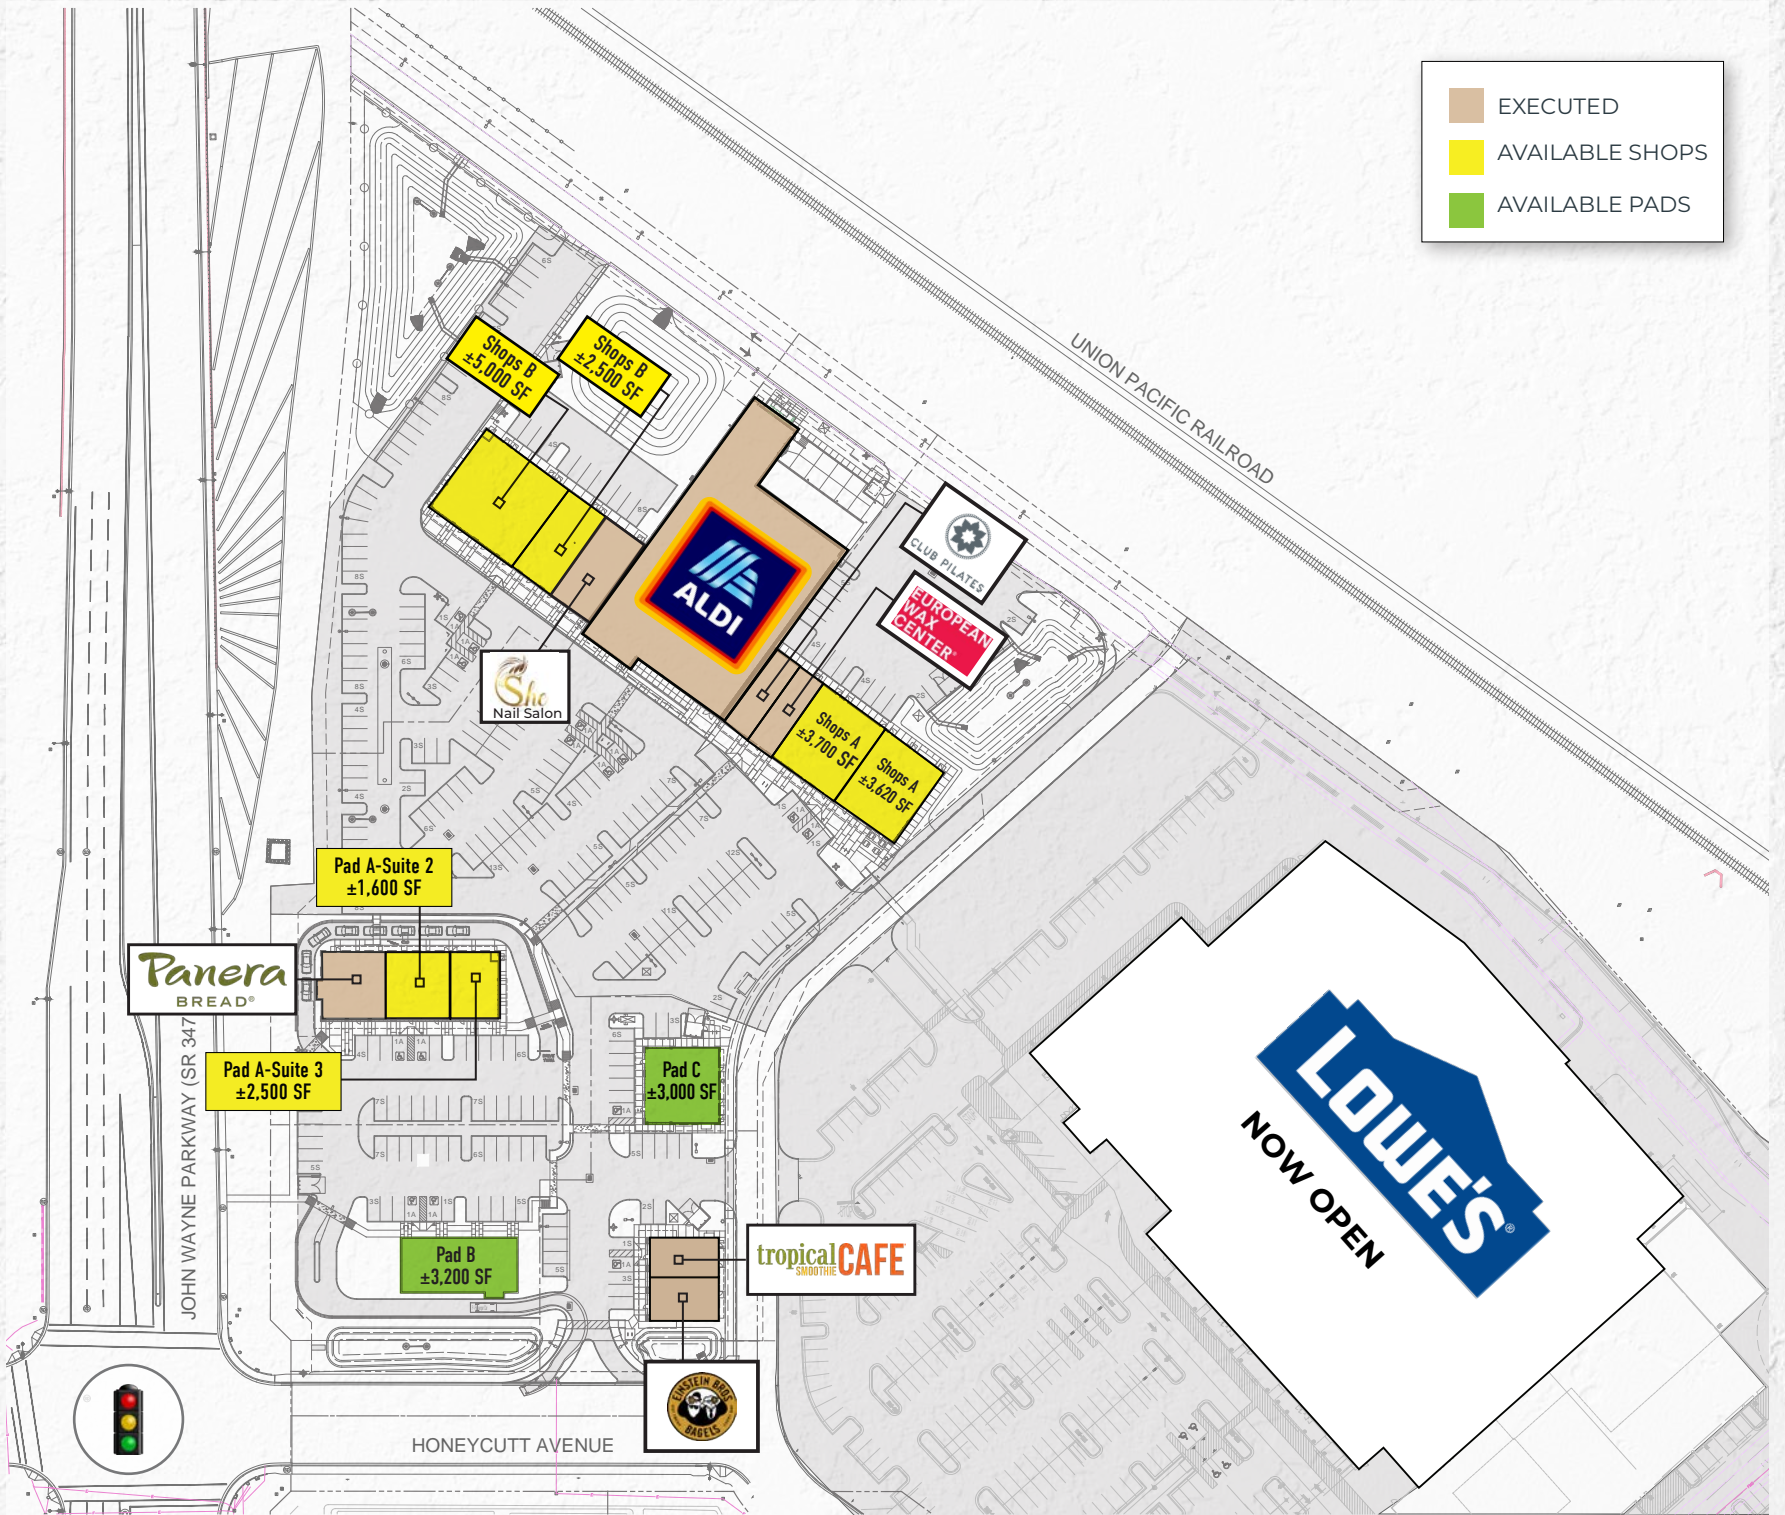 EXECUTED
AVAILABLE SHOPS
AVAILABLE PADS
UNION PACIFIC RAILROAD
Shops B
±5,000 SF
Shops B
±2,500 SF
ALDI
CLUB PILATES
EUROPEAN
WAX
CENTER®
She
Nail Salon
Shops A
±3,700 SF
Shops A
±3,620 SF
Pad A-Suite 2
±1,600 SF
Panera
BREAD®
Pad A-Suite 3
±2,500 SF
JOHN WAYNE PARKWAY (SR 347
Pad C
±3,000 SF
Pad B
±3,200 SF
tropical
SMOOTHIE
CAFE
EINSTEIN BROS
BAGELS
HONEYCUTT AVENUE
LOWE'S®
NOW OPEN